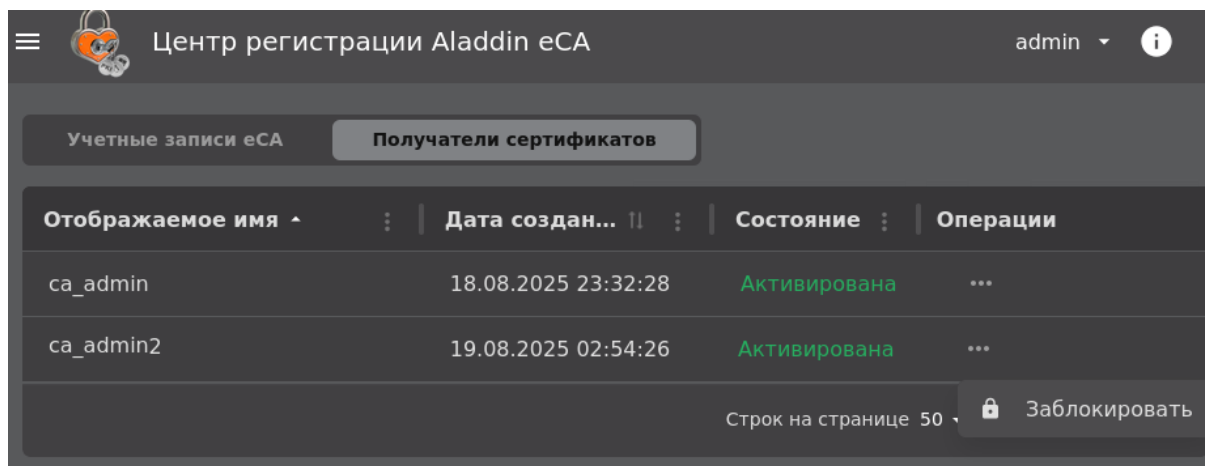 Центр регистрации Aladdin eCA admin
Учетные записи eCA Получатели сертификатов
Отображаемое имя Дата создан... Состояние Операции
ca_admin 18.08.2025 23:32:28 Активирована
ca_admin2 19.08.2025 02:54:26 Активирована
Заблокировать
Строк на странице 50